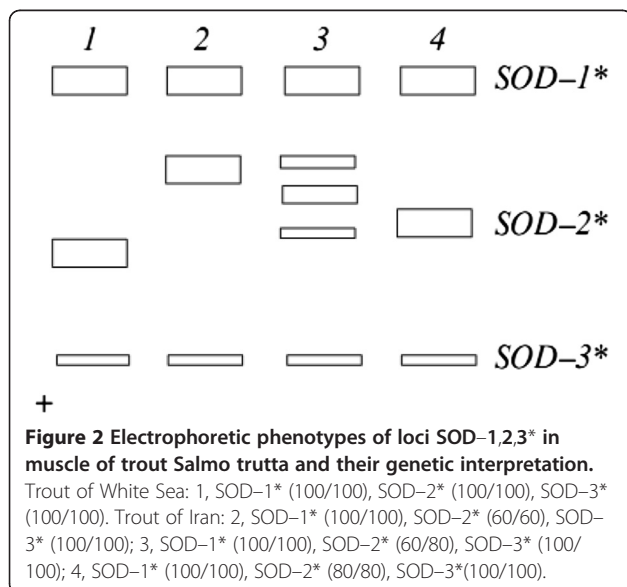 1 2 3 4
SOD–1*
SOD–2*
SOD–3*
+
Figure 2 Electrophoretic phenotypes of loci SOD–1,2,3* in
muscle of trout Salmo trutta and their genetic interpretation.
Trout of White Sea: 1, SOD–1* (100/100), SOD–2* (100/100), SOD–3*
(100/100). Trout of Iran: 2, SOD–1* (100/100), SOD–2* (60/60), SOD–
3* (100/100); 3, SOD–1* (100/100), SOD–2* (60/80), SOD–3* (100/
100); 4, SOD–1* (100/100), SOD–2* (80/80), SOD–3*(100/100).